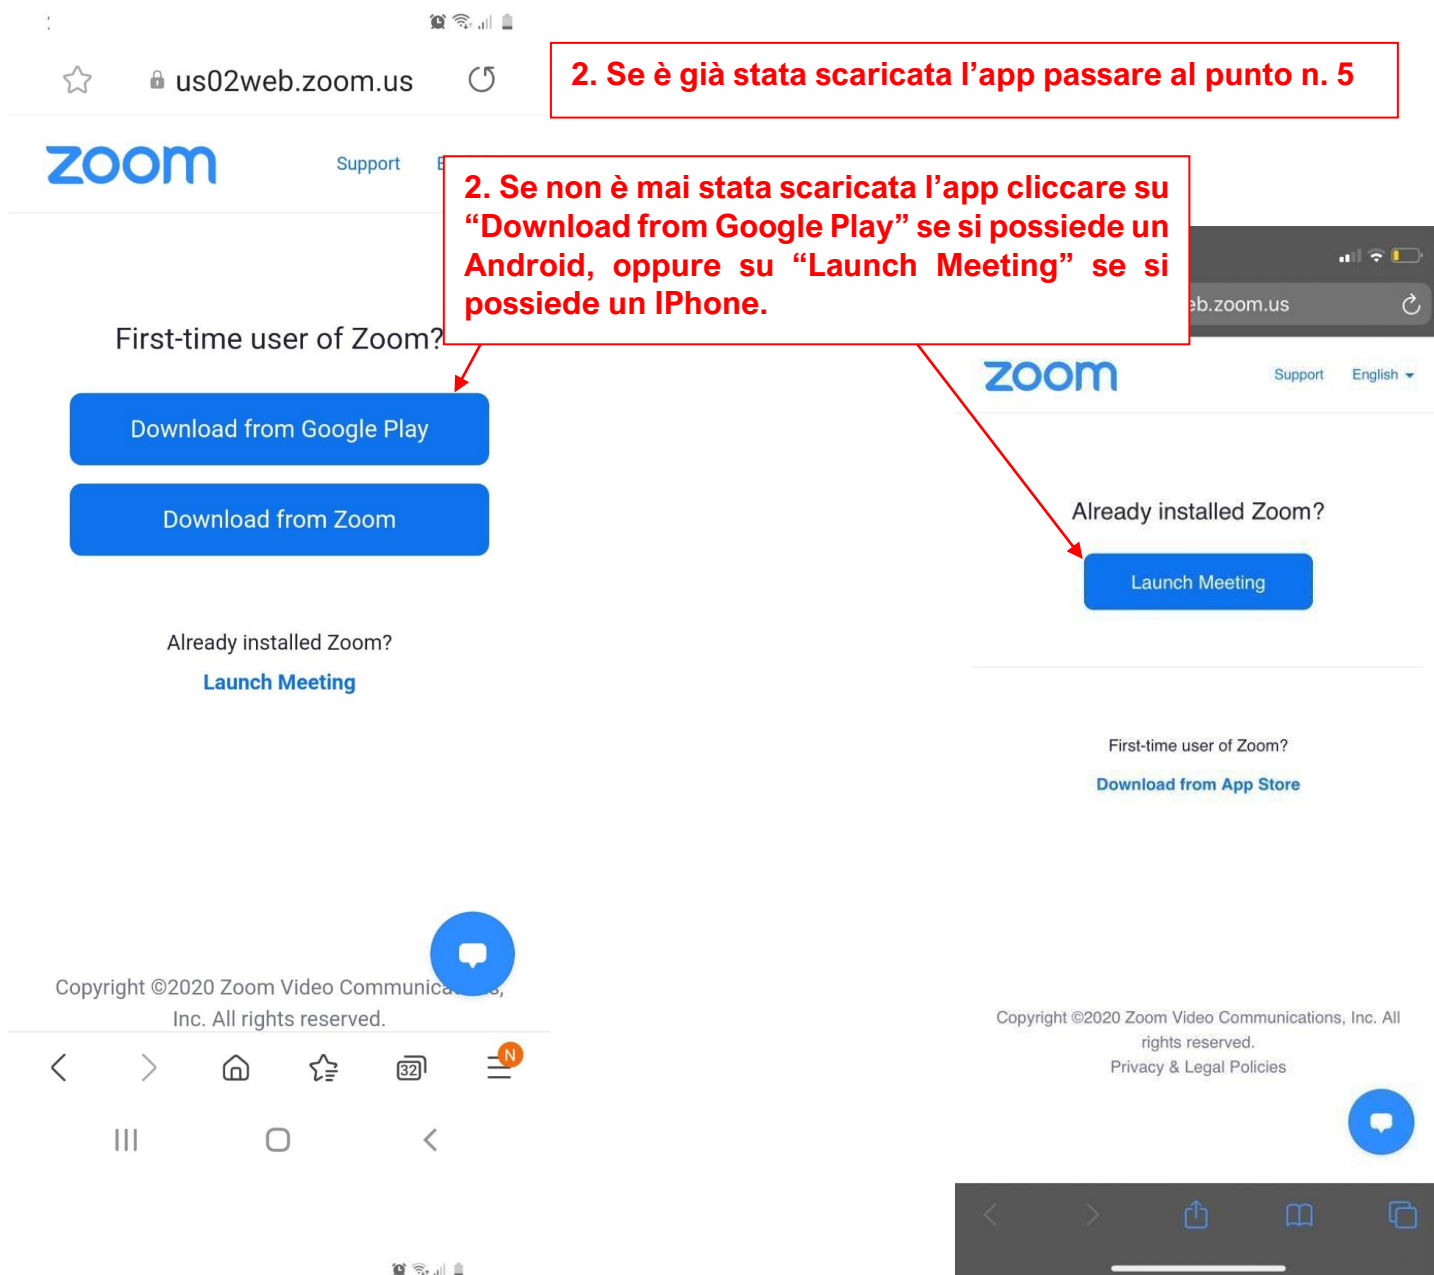 us02web.zoom.us
2. Se è già stata scaricata l’app passare al punto n. 5
zoom
Support
2. Se non è mai stata scaricata l’app cliccare su
“Download from Google Play” se si possiede un
Android, oppure su “Launch Meeting” se si
possiede un IPhone.
First-time user of Zoom?
Download from Google Play
Download from Zoom
Already installed Zoom?
Launch Meeting
Copyright ©2020 Zoom Video Communications,
Inc. All rights reserved.
32
N
eb.zoom.us
zoom
Support English
Already installed Zoom?
Launch Meeting
First-time user of Zoom?
Download from App Store
Copyright ©2020 Zoom Video Communications, Inc. All
rights reserved.
Privacy & Legal Policies